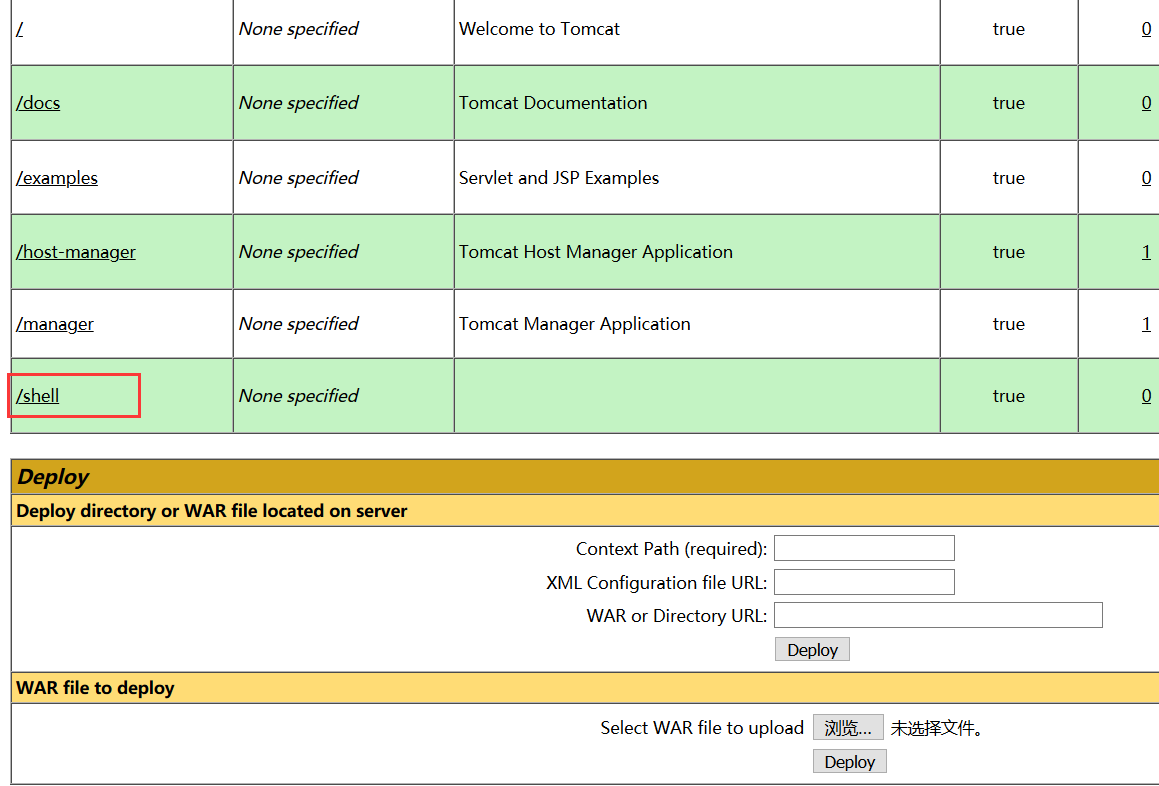 / None specified Welcome to Tomcat true 0
/docs None specified Tomcat Documentation true 0
/examples None specified Servlet and JSP Examples true 0
/host-manager None specified Tomcat Host Manager Application true 1
/manager None specified Tomcat Manager Application true 1
/shell None specified true 0
Deploy
Deploy directory or WAR file located on server
Context Path (required):
XML Configuration file URL:
WAR or Directory URL:
Deploy
WAR file to deploy
Select WAR file to upload 浏览... 未选择文件。
Deploy